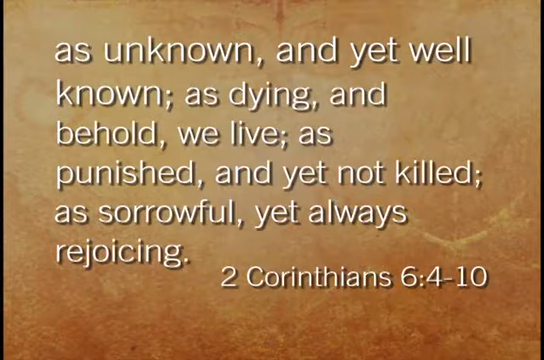 as unknown, and yet well
known; as dying, and
behold, we live; as
punished, and yet not killed;
as sorrowful, yet always
rejoicing.
2 Corinthians 6:4-10